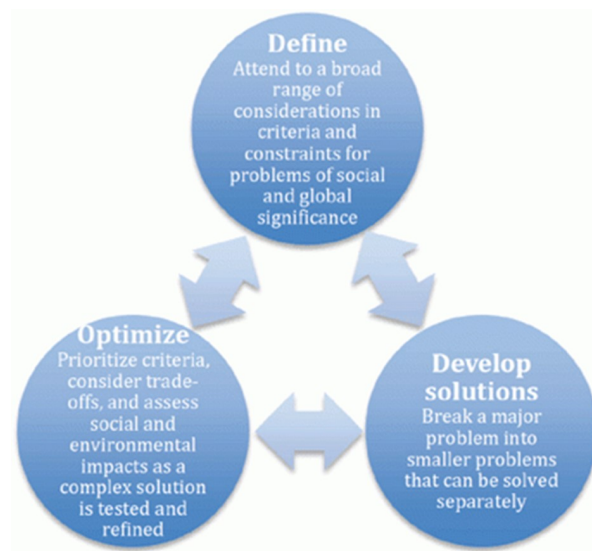 Define
Attend to a broad
range of
considerations in
criteria and
constraints for
problems of social
and global
significance
Optimize
Prioritize criteria,
consider trade-
offs, and assess
social and
environmental
impacts as a
complex solution
is tested and
refined
Develop
solutions
Break a major
problem into
smaller problems
that can be solved
separately